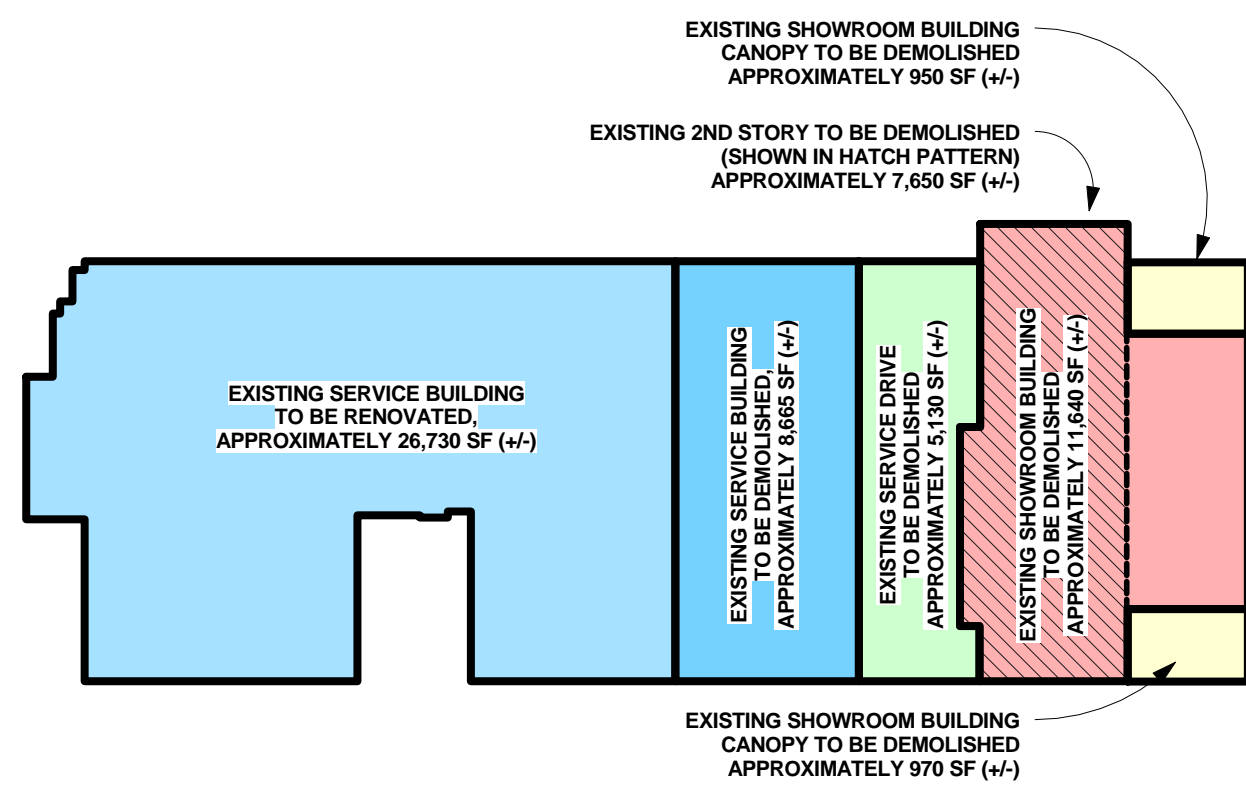 EXISTING SHOWROOM BUILDING
CANOPY TO BE DEMOLISHED
APPROXIMATELY 950 SF (+/-)
EXISTING 2ND STORY TO BE DEMOLISHED
(SHOWN IN HATCH PATTERN)
APPROXIMATELY 7,650 SF (+/-)
EXISTING SERVICE BUILDING
TO BE RENOVATED,
APPROXIMATELY 26,730 SF (+/-)
EXISTING SERVICE BUILDING
TO BE DEMOLISHED,
APPROXIMATELY 8,665 SF (+/-)
EXISTING SERVICE DRIVE
TO BE DEMOLISHED
APPROXIMATELY 5,130 SF (+/-)
EXISTING SHOWROOM BUILDING
TO BE DEMOLISHED
APPROXIMATELY 11,640 SF (+/-)
EXISTING SHOWROOM BUILDING
CANOPY TO BE DEMOLISHED
APPROXIMATELY 970 SF (+/-)